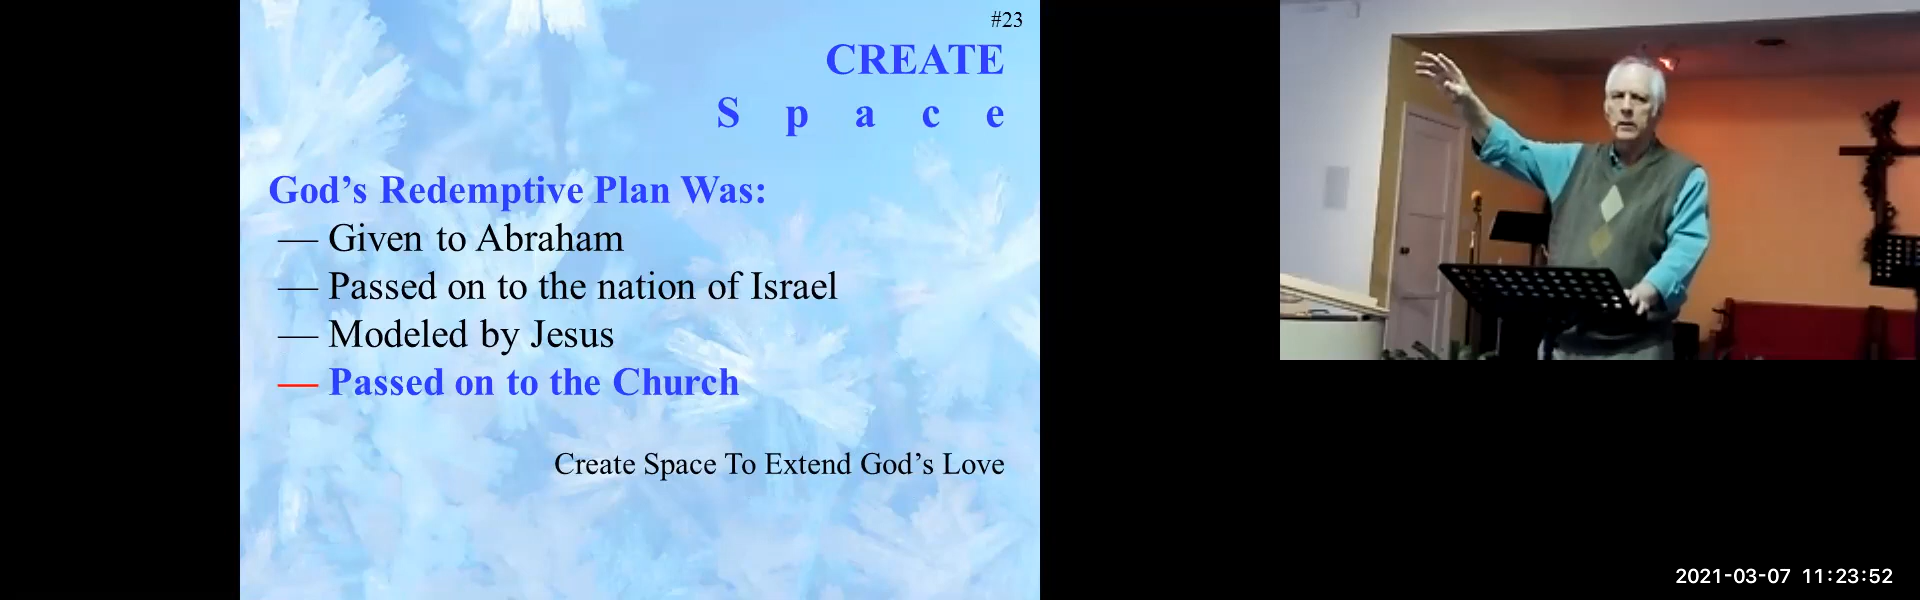 #23
CREATE
S p a c e
God’s Redemptive Plan Was:
— Given to Abraham
— Passed on to the nation of Israel
— Modeled by Jesus
— Passed on to the Church
Create Space To Extend God’s Love
2021-03-07 11:23:52